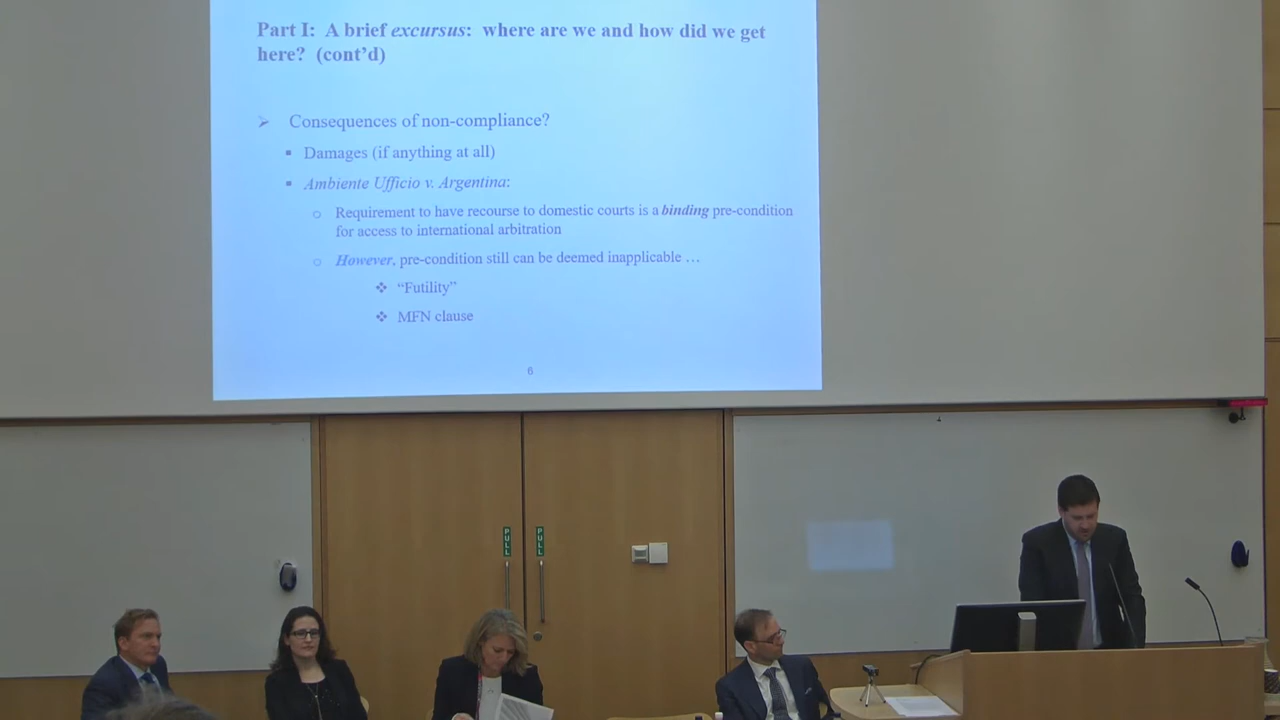 Part I: A brief excursus: where are we and how did we get
here? (cont’d)
➢ Consequences of non-compliance?
▪ Damages (if anything at all)
▪ Ambiente Ufficio v. Argentina:
o Requirement to have recourse to domestic courts is a binding pre-condition
for access to international arbitration
o However, pre-condition still can be deemed inapplicable …
❖ “Futility”
❖ MFN clause
6
PULL
PULL